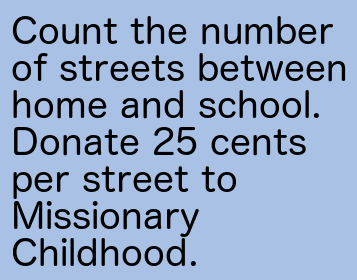 Count the number
of streets between
home and school.
Donate 25 cents
per street to
Missionary
Childhood.